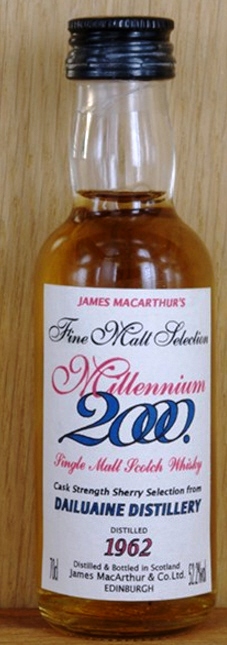 JAMES MACARTHUR'S
Fine Malt Selection
Millennium
2000.
Single Malt Scotch Whisky
Cask Strength Sherry Selection from
DAILUAINE DISTILLERY
DISTILLED
1962
Distilled & Bottled in Scotland
70cl James MacArthur & Co. Ltd. 51.2%vol
EDINBURGH